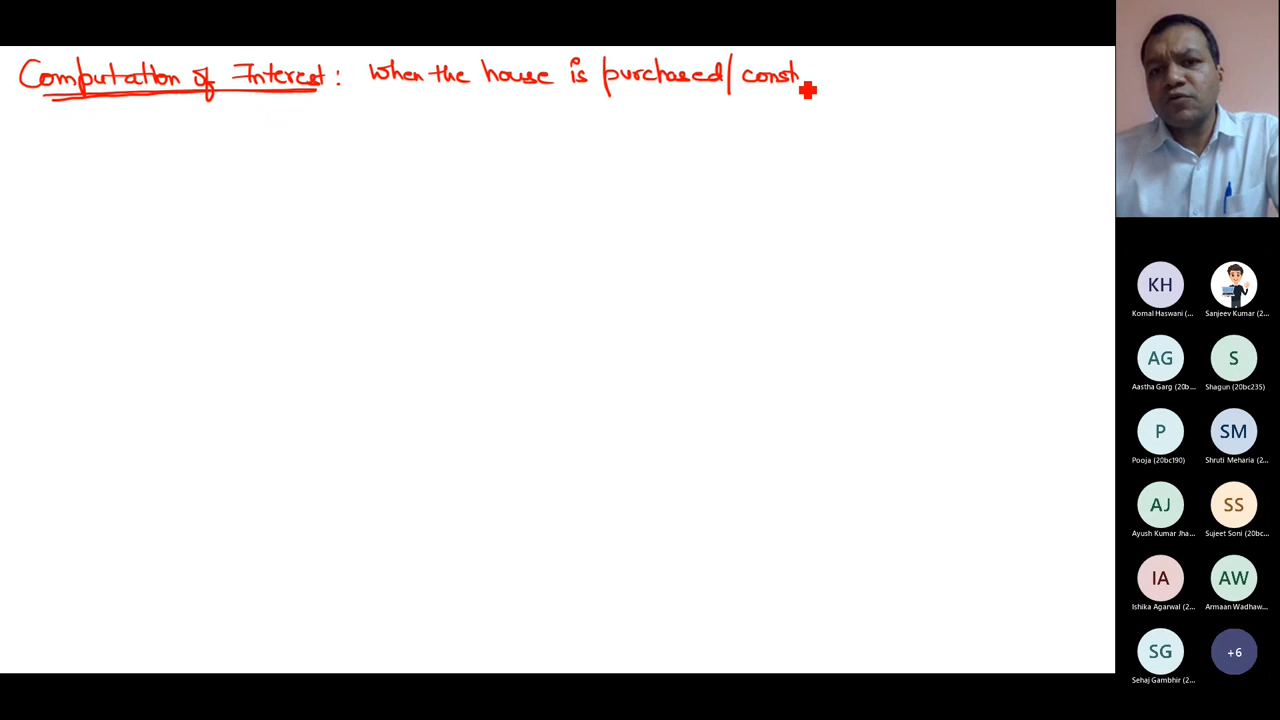 Computation of Interest : When the house is purchased/ const
KH
Komal Haswani (...
Sanjeev Kumar (2...
AG
Aastha Garg (20b...
S
Shagun (20bc235)
P
Pooja (20bc190)
SM
Shruti Meharia (2...
AJ
Ayush Kumar Jha...
SS
Sujeet Soni (20bc...
IA
Ishika Agarwal (2...
AW
Armaan Wadhaw...
SG
Sehaj Gambhir (2...
+6